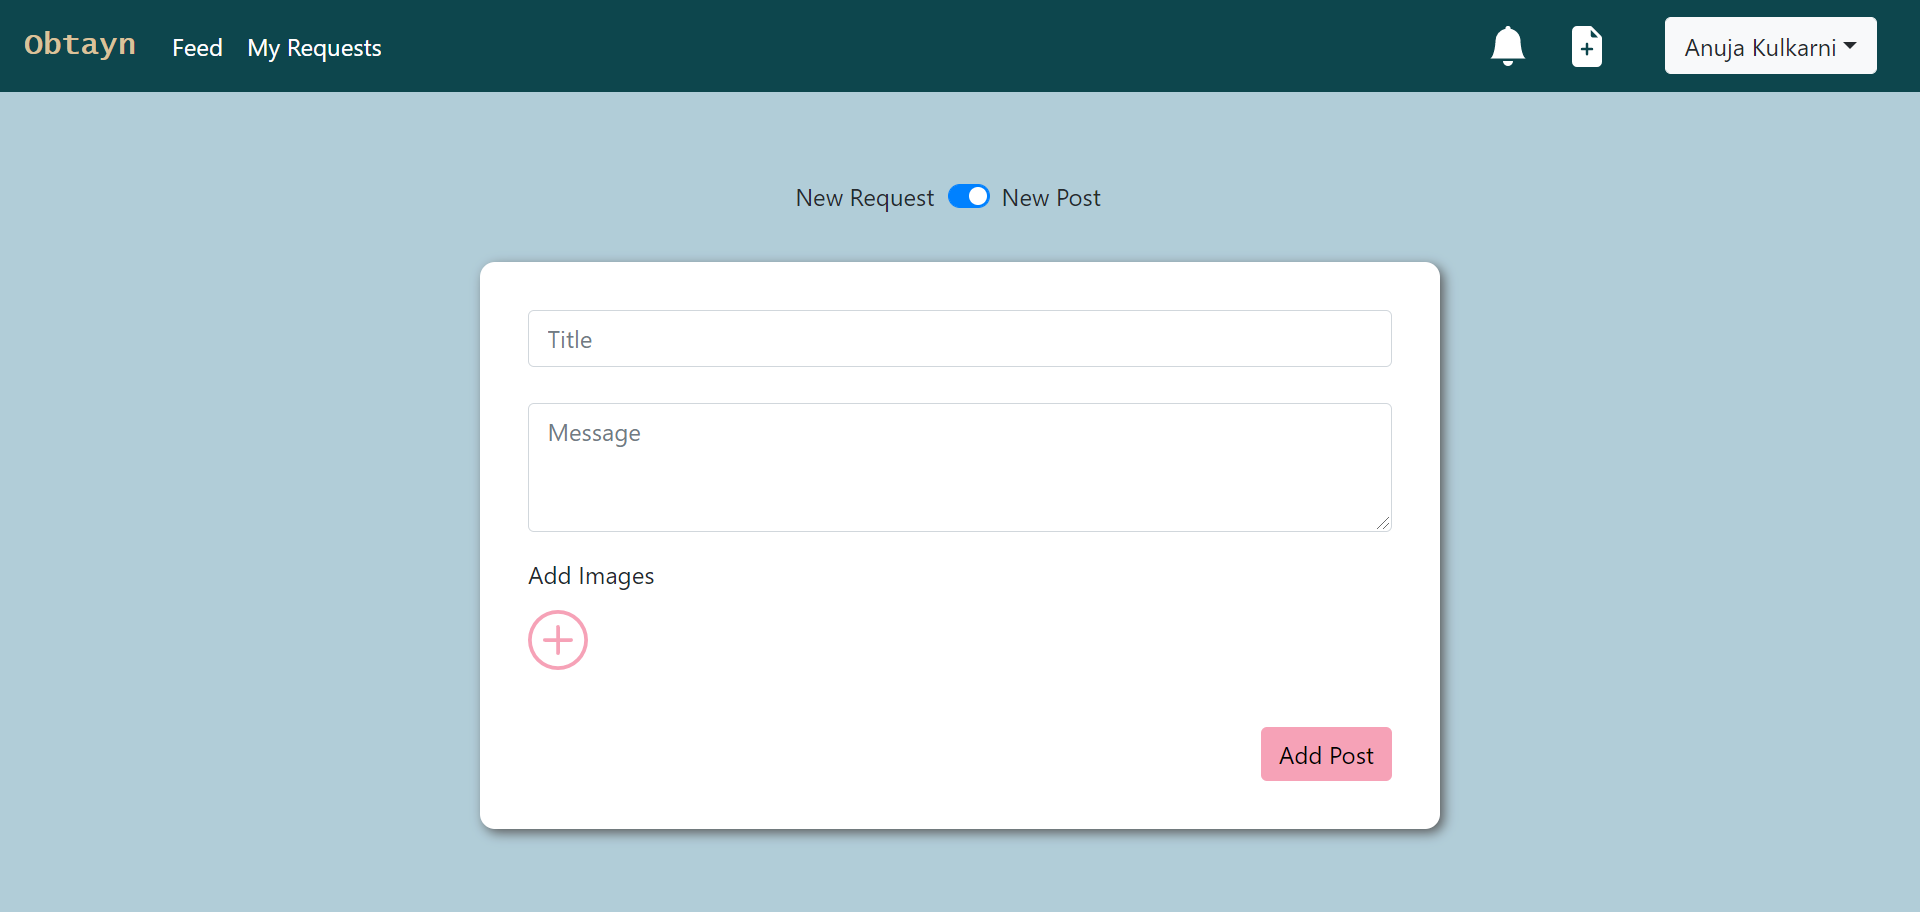 Obtayn Feed My Requests Anuja Kulkarni
New Request New Post
Title
Message
Add Images
Add Post